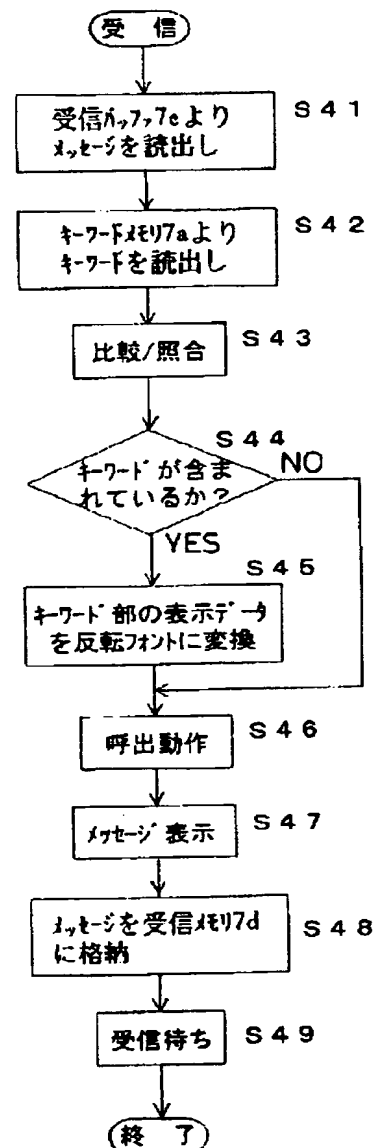 受 信
受信バッファ7eより
メッセージを読出し
S41
キーワードメモリ7aより
キーワードを読出し
S42
比較/照合
S43
S44
キーワードが含ま
れているか?
NO
YES
S45
キーワード部の表示データ
を反転フォントに変換
呼出動作
S46
メッセージ表示
S47
メッセージを受信メモリ7d
に格納
S48
受信待ち
S49
終 了